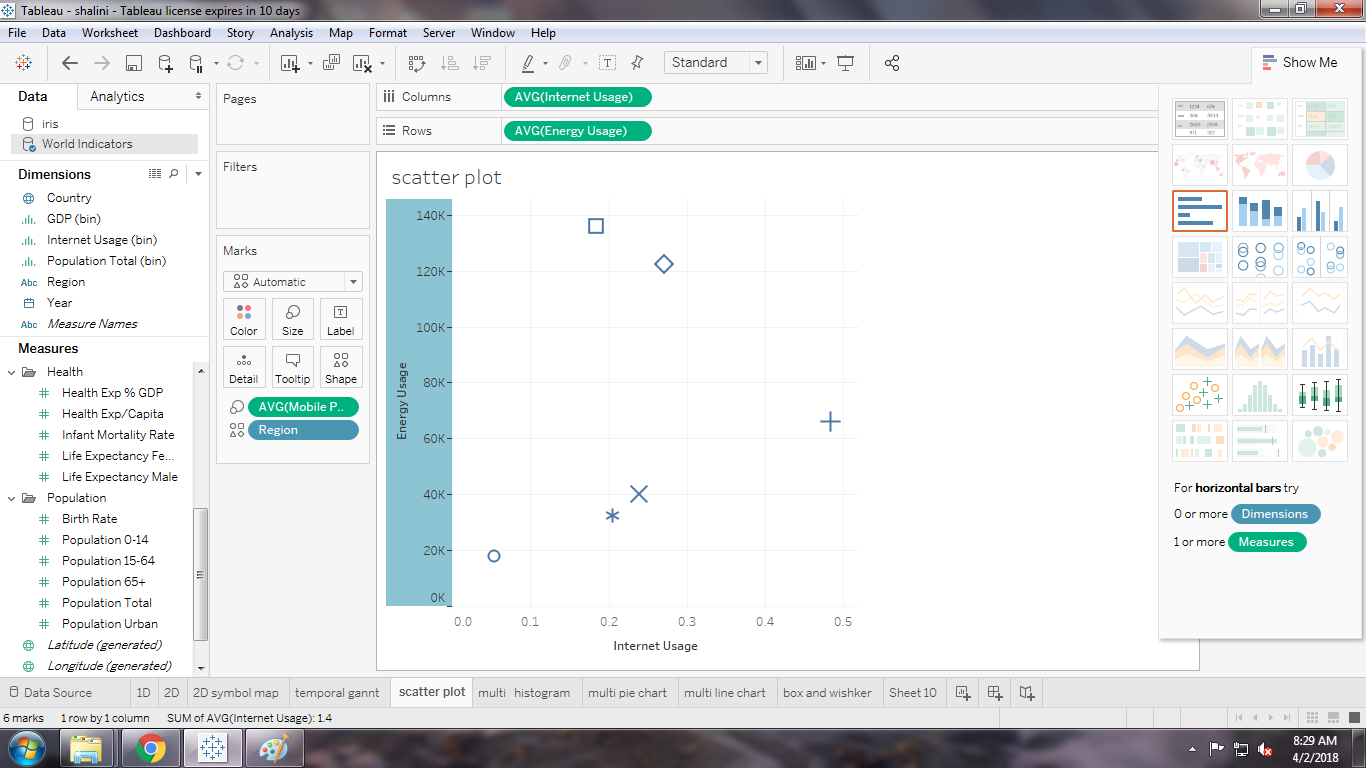 Tableau - shalini - Tableau license expires in 10 days
File Data Worksheet Dashboard Story Analysis Map Format Server Window Help
Standard
Show Me
Data Analytics
iris
World Indicators
Dimensions
Country
GDP (bin)
Internet Usage (bin)
Population Total (bin)
Abc Region
Year
Abc Measure Names
Measures
Health
Health Exp % GDP
Health Exp/Capita
Infant Mortality Rate
Life Expectancy Fe...
Life Expectancy Male
Population
Birth Rate
Population 0-14
Population 15-64
Population 65+
Population Total
Population Urban
Latitude (generated)
Longitude (generated)
Pages
Filters
Marks
Automatic
Color Size Label
Detail Tooltip Shape
AVG(Mobile P..
Region
Columns AVG(Internet Usage)
Rows AVG(Energy Usage)
scatter plot
140K
120K
100K
80K
60K
40K
20K
0K
Energy Usage
0.0 0.1 0.2 0.3 0.4 0.5
Internet Usage
For horizontal bars try
0 or more Dimensions
1 or more Measures
Data Source 1D 2D 2D symbol map temporal gannt scatter plot multi histogram multi pie chart multi line chart box and wishker Sheet 10
6 marks 1 row by 1 column SUM of AVG(Internet Usage): 1.4
8:29 AM
4/2/2018